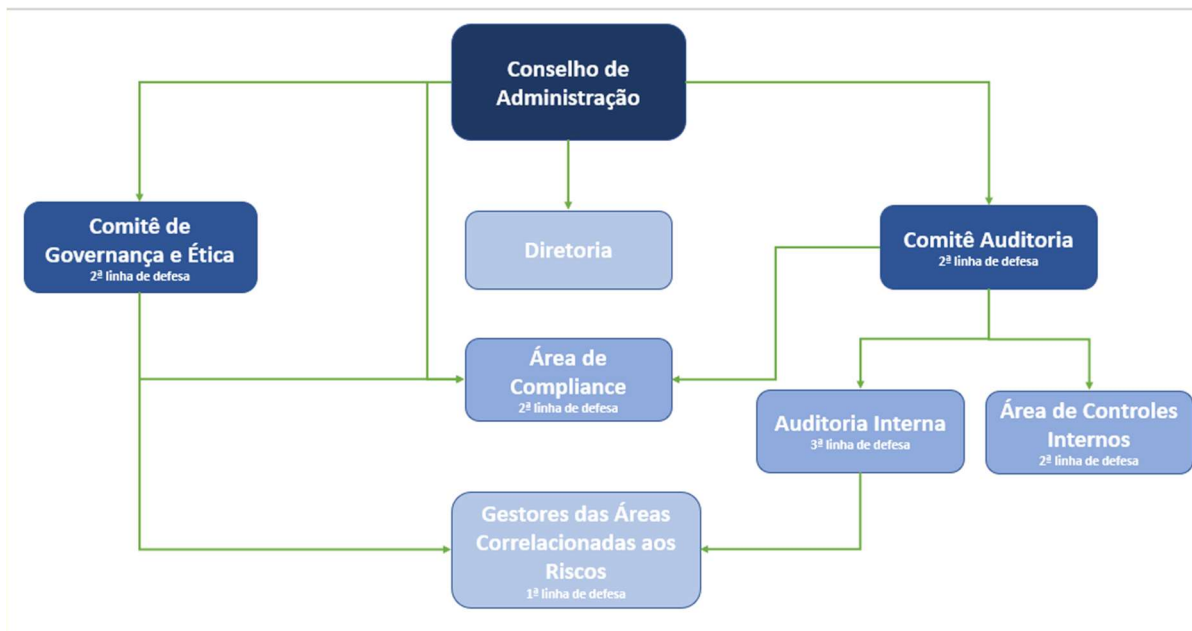 Conselho de
Administração
Comitê de
Governança e Ética
2ª linha de defesa
Diretoria
Comitê Auditoria
2ª linha de defesa
Área de
Compliance
2ª linha de defesa
Auditoria Interna
3ª linha de defesa
Área de Controles
Internos
2ª linha de defesa
Gestores das Áreas
Correlacionadas aos
Riscos
1ª linha de defesa